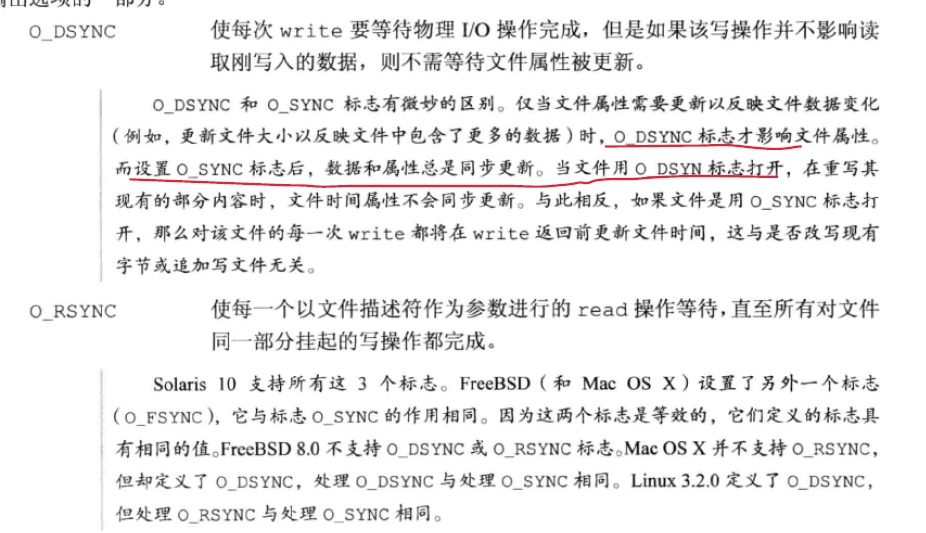 O_DSYNC 使每次 write 要等待物理 I/O 操作完成，但是如果该写操作并不影响读
取刚写入的数据，则不需等待文件属性被更新。
O_DSYNC 和 O_SYNC 标志有微妙的区别。仅当文件属性需要更新以反映文件数据变化
（例如，更新文件大小以反映文件中包含了更多的数据）时，O_DSYNC 标志才影响文件属性。
而设置 O_SYNC 标志后，数据和属性总是同步更新。当文件用 O_DSYN 标志打开，在重写其
现有的部分内容时，文件时间属性不会同步更新。与此相反，如果文件是用 O_SYNC 标志打
开，那么对该文件的每一次 write 都将在 write 返回前更新文件时间，这与是否改写现有
字节或追加写文件无关。
O_RSYNC 使每一个以文件描述符作为参数进行的 read 操作等待，直至所有对文件
同一部分挂起的写操作都完成。
Solaris 10 支持所有这 3 个标志。FreeBSD（和 Mac OS X）设置了另外一个标志
（O_FSYNC），它与标志 O_SYNC 的作用相同。因为这两个标志是等效的，它们定义的标志具
有相同的值。FreeBSD 8.0 不支持 O_DSYNC 或 O_RSYNC 标志。Mac OS X 并不支持 O_RSYNC，
但却定义了 O_DSYNC，处理 O_DSYNC 与处理 O_SYNC 相同。Linux 3.2.0 定义了 O_DSYNC，
但处理 O_RSYNC 与处理 O_SYNC 相同。